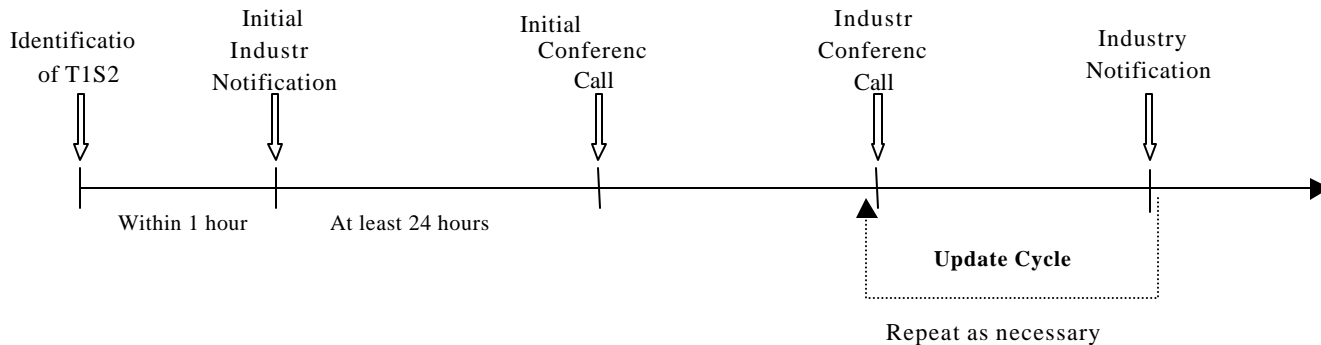 Identificatio
of T1S2
Initial
Industr
Notification
Initial
Conferenc
Call
Industr
Conferenc
Call
Industry
Notification
Within 1 hour
At least 24 hours
Update Cycle
Repeat as necessary